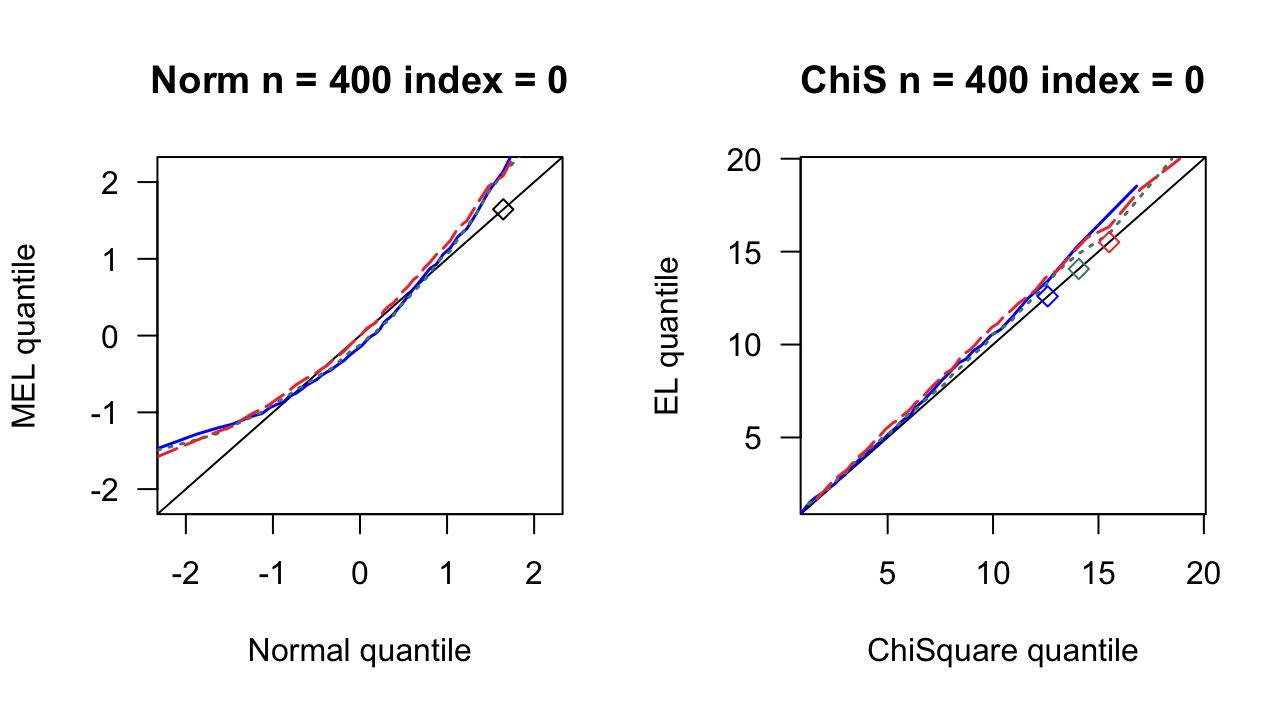 Norm n = 400 index = 0
MEL quantile
2
1
0
-1
-2
-2 -1 0 1 2
Normal quantile
ChiS n = 400 index = 0
EL quantile
20
15
10
5
5 10 15 20
ChiSquare quantile